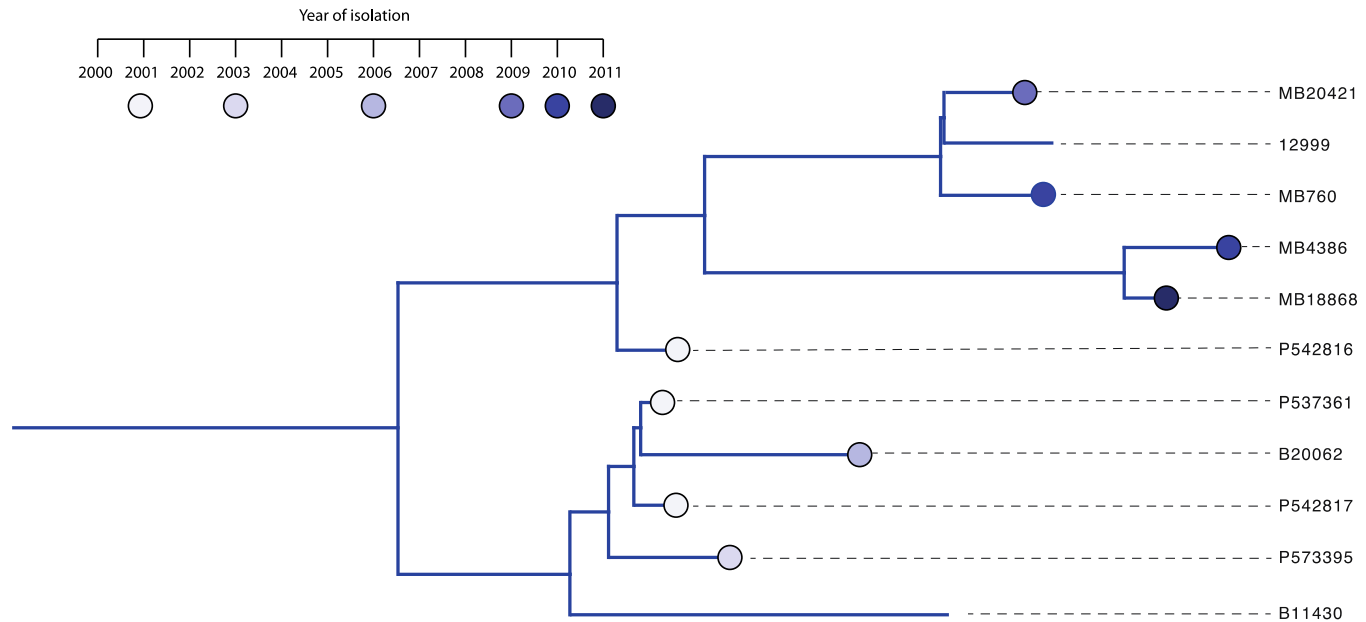 Year of isolation
2000 2001 2002 2003 2004 2005 2006 2007 2008 2009 2010 2011
MB20421
12999
MB760
MB4386
MB18868
P542816
P537361
B20062
P542817
P573395
B11430